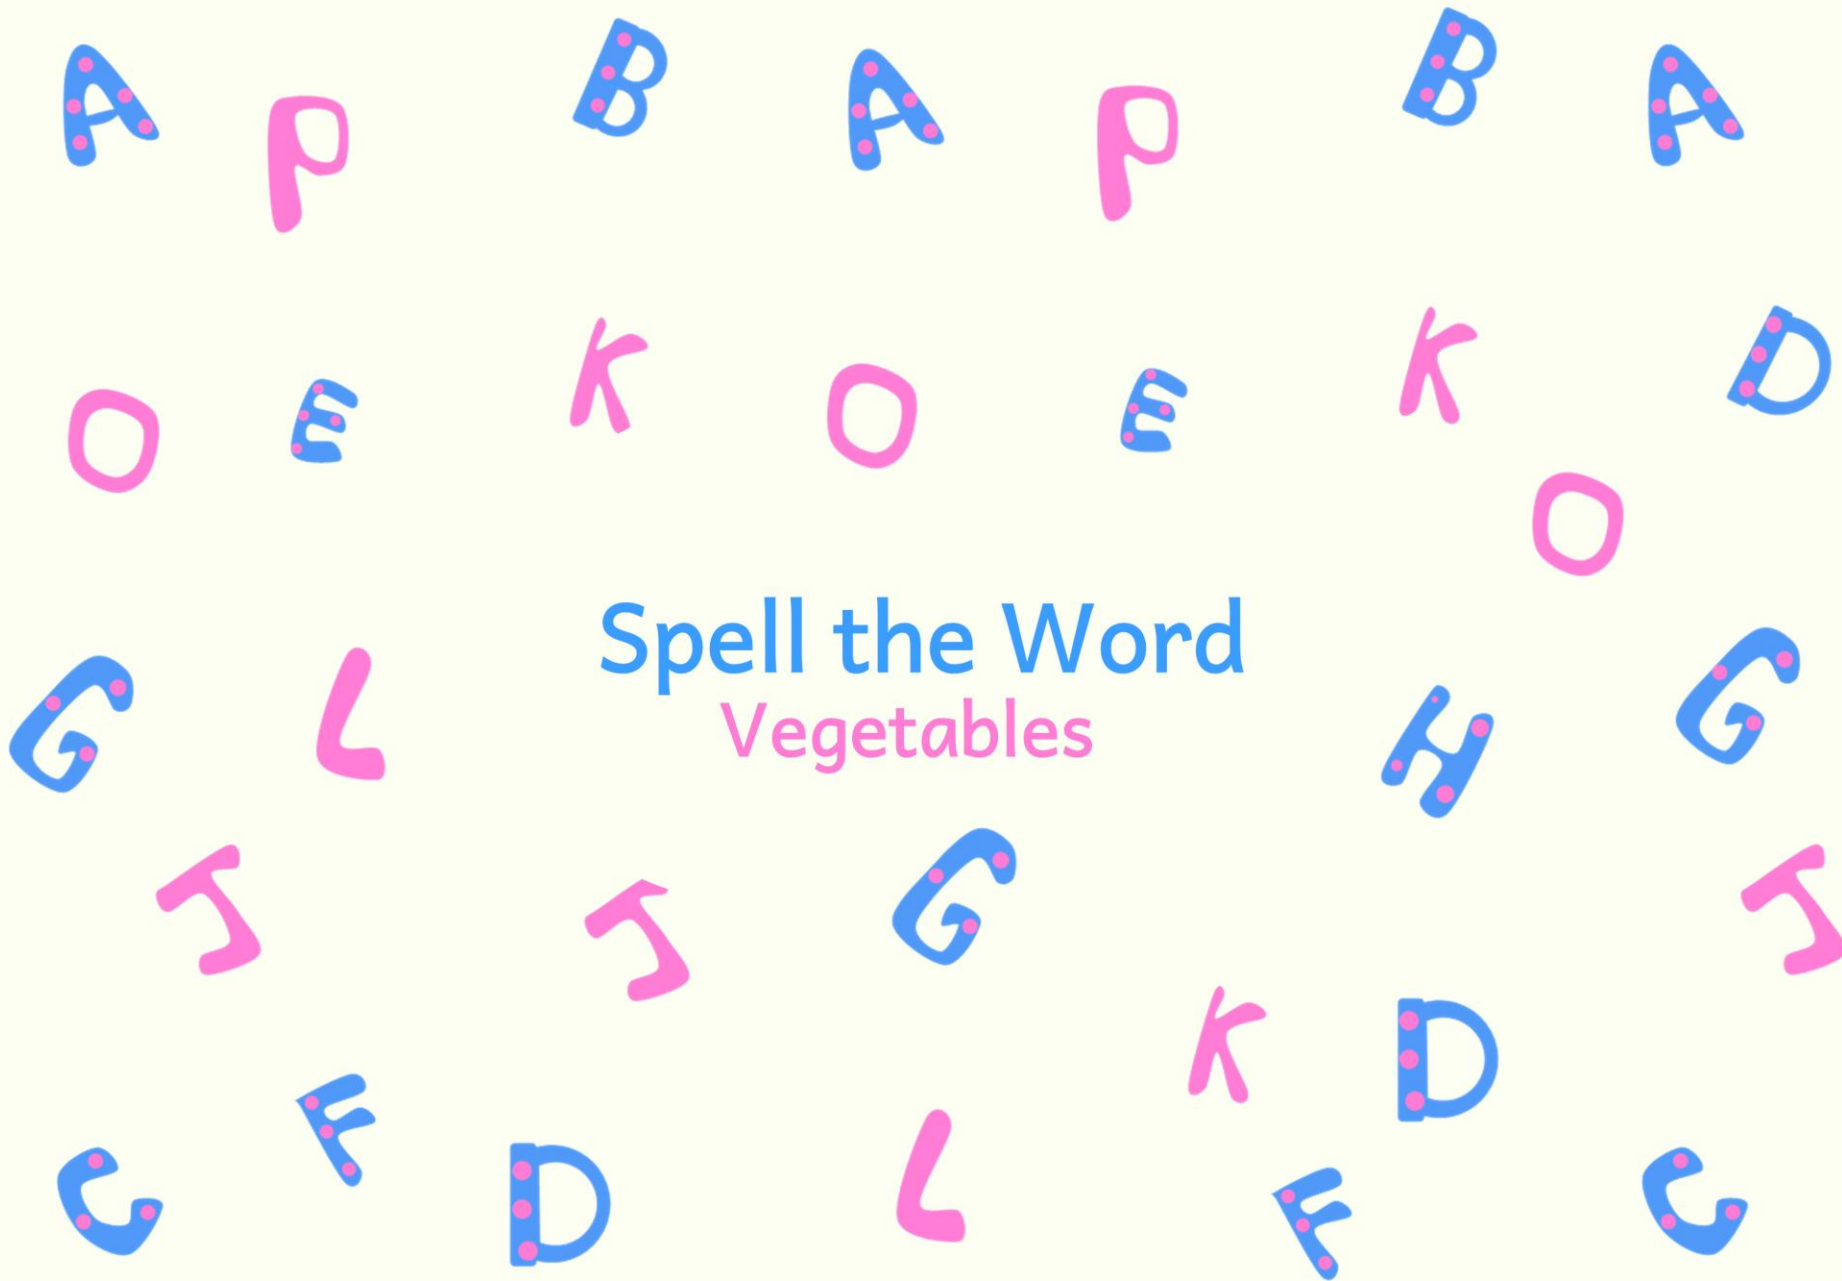 A P B A P B A
O E K O E K D
O
Spell the Word
Vegetables
G L H G
J J G J
K D
F D L F
C C